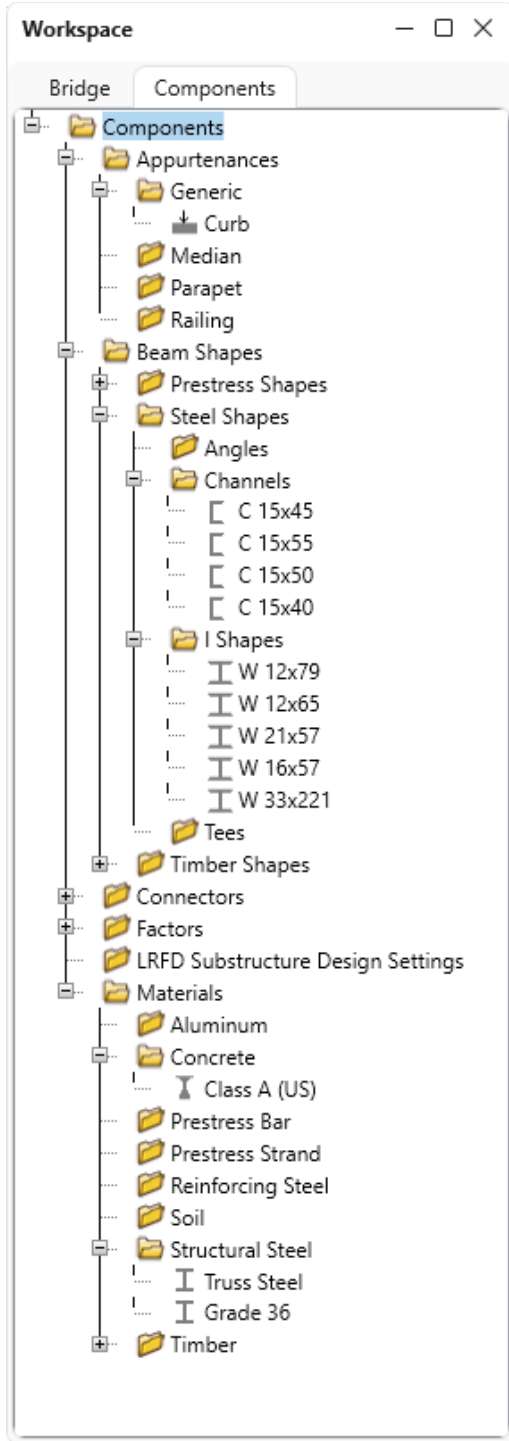 Workspace
Bridge Components
Components
Appurtenances
Generic
Curb
Median
Parapet
Railing
Beam Shapes
Prestress Shapes
Steel Shapes
Angles
Channels
C 15x45
C 15x55
C 15x50
C 15x40
I Shapes
W 12x79
W 12x65
W 21x57
W 16x57
W 33x221
Tees
Timber Shapes
Connectors
Factors
LRFD Substructure Design Settings
Materials
Aluminum
Concrete
Class A (US)
Prestress Bar
Prestress Strand
Reinforcing Steel
Soil
Structural Steel
Truss Steel
Grade 36
Timber